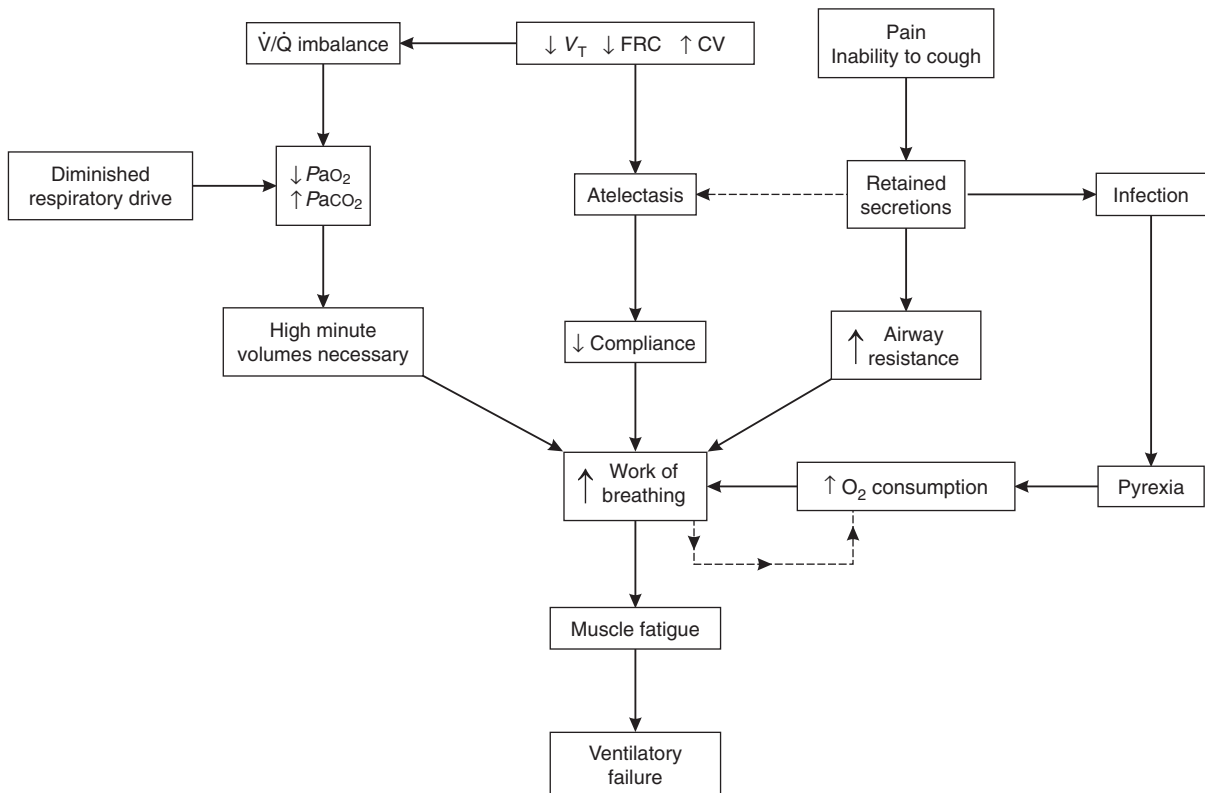 V̇/Q̇ imbalance
↓ VT ↓ FRC ↑ CV
Pain
Inability to cough
Diminished
respiratory drive
↓ PaO2
↑ PaCO2
Atelectasis
Retained
secretions
Infection
High minute
volumes necessary
↓ Compliance
↑ Airway
resistance
↑ Work of
breathing
↑ O2 consumption
Pyrexia
Muscle fatigue
Ventilatory
failure